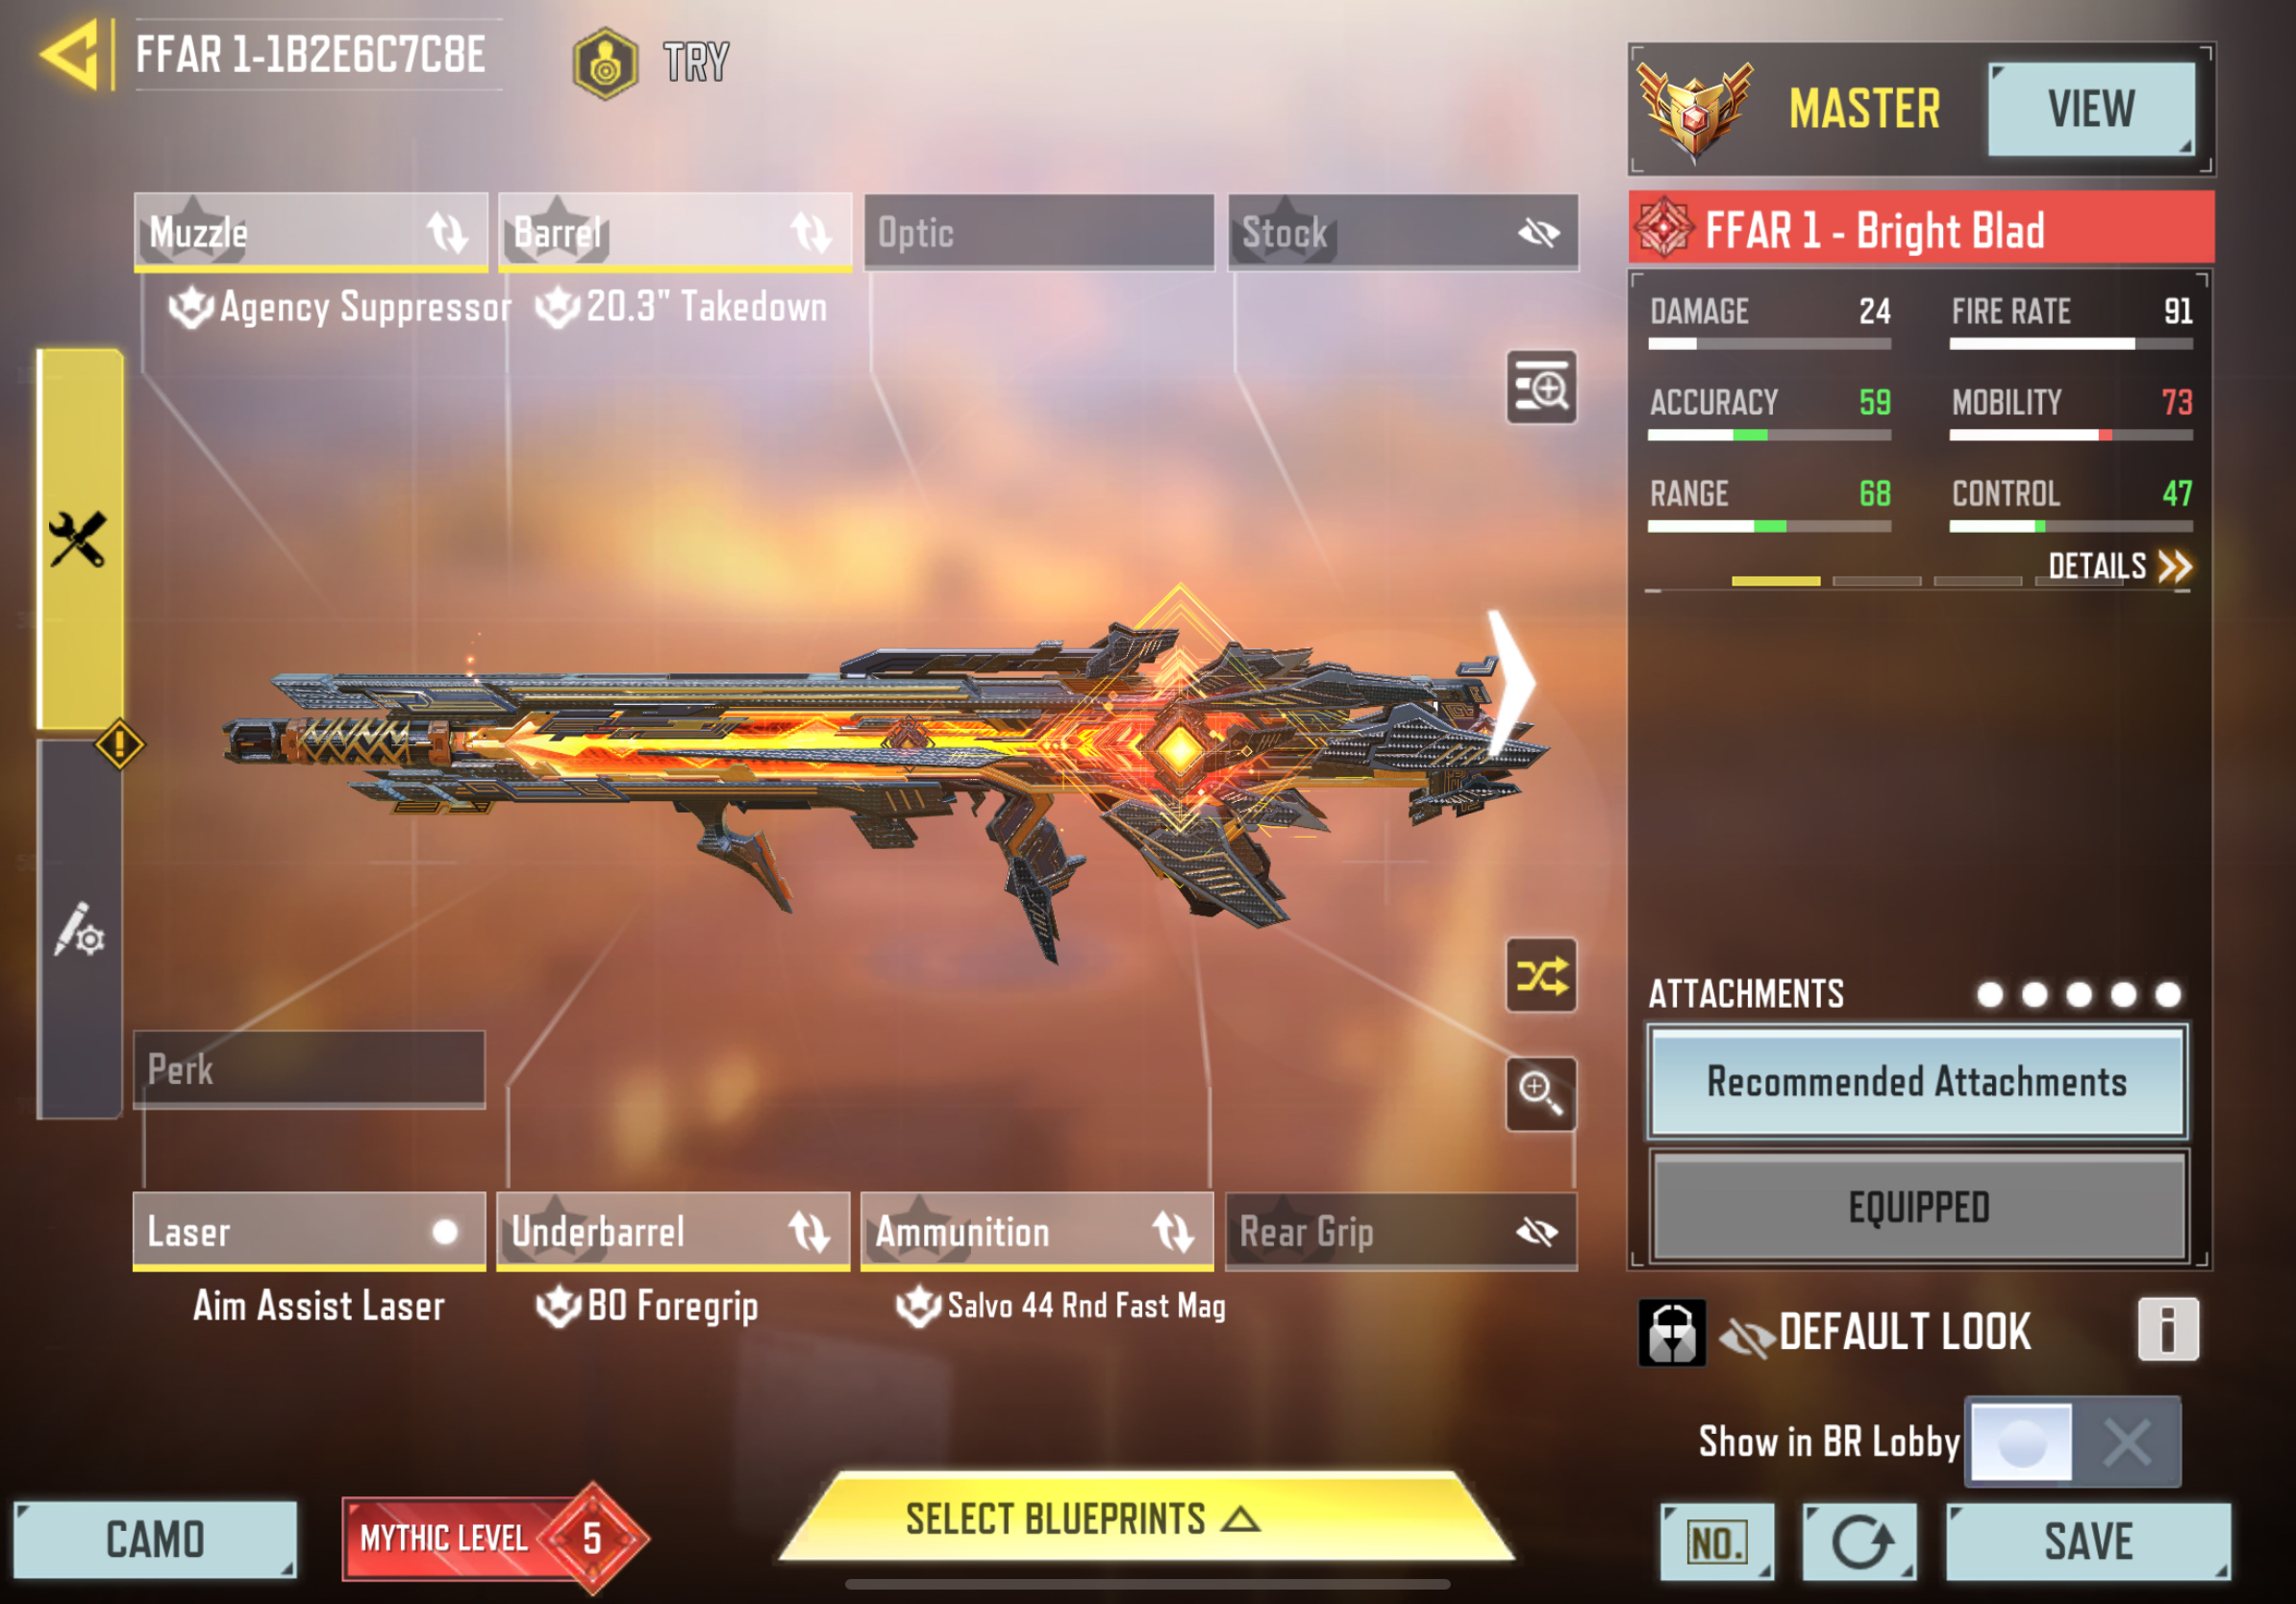 FFAR 1-1B2E6C7C8E
TRY
MASTER
VIEW
Muzzle
Barrel
Optic
Stock
Agency Suppressor
20.3" Takedown
FFAR 1 - Bright Blad
DAMAGE 24
FIRE RATE 91
ACCURACY 59
MOBILITY 73
RANGE 68
CONTROL 47
DETAILS
ATTACHMENTS
Recommended Attachments
EQUIPPED
Perk
Laser
Underbarrel
Ammunition
Rear Grip
Aim Assist Laser
BO Foregrip
Salvo 44 Rnd Fast Mag
DEFAULT LOOK
i
Show in BR Lobby
CAMO
MYTHIC LEVEL 5
SELECT BLUEPRINTS
NO.
SAVE